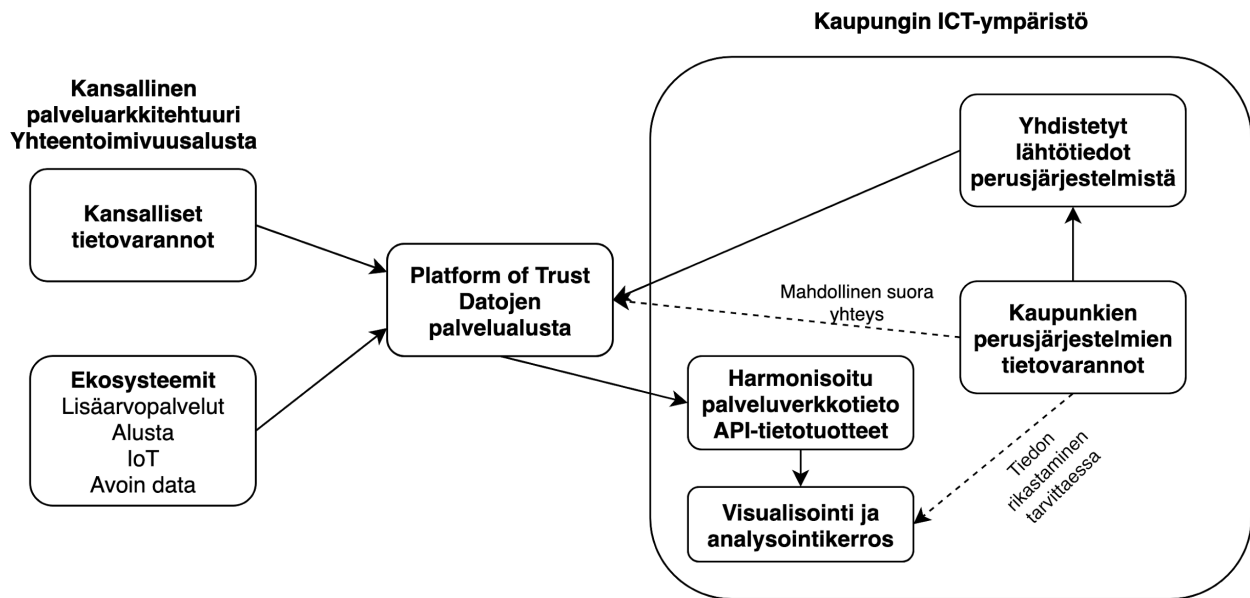 Kaupungin ICT-ympäristö
Kansallinen
palveluarkkitehtuuri
Yhteentoimivuusalusta
Kansalliset
tietovarannot
Ekosysteemit
Lisäarvopalvelut
Alusta
IoT
Avoin data
Platform of Trust
Datojen
palvelualusta
Yhdistetyt
lähtötiedot
perusjärjestelmistä
Mahdollinen suora
yhteys
Kaupunkien
perusjärjestelmien
tietovarannot
Harmonisoitu
palveluverkkotieto
API-tietotuotteet
Tiedon
rikastaminen
tarvittaessa
Visualisointi ja
analysointikerros